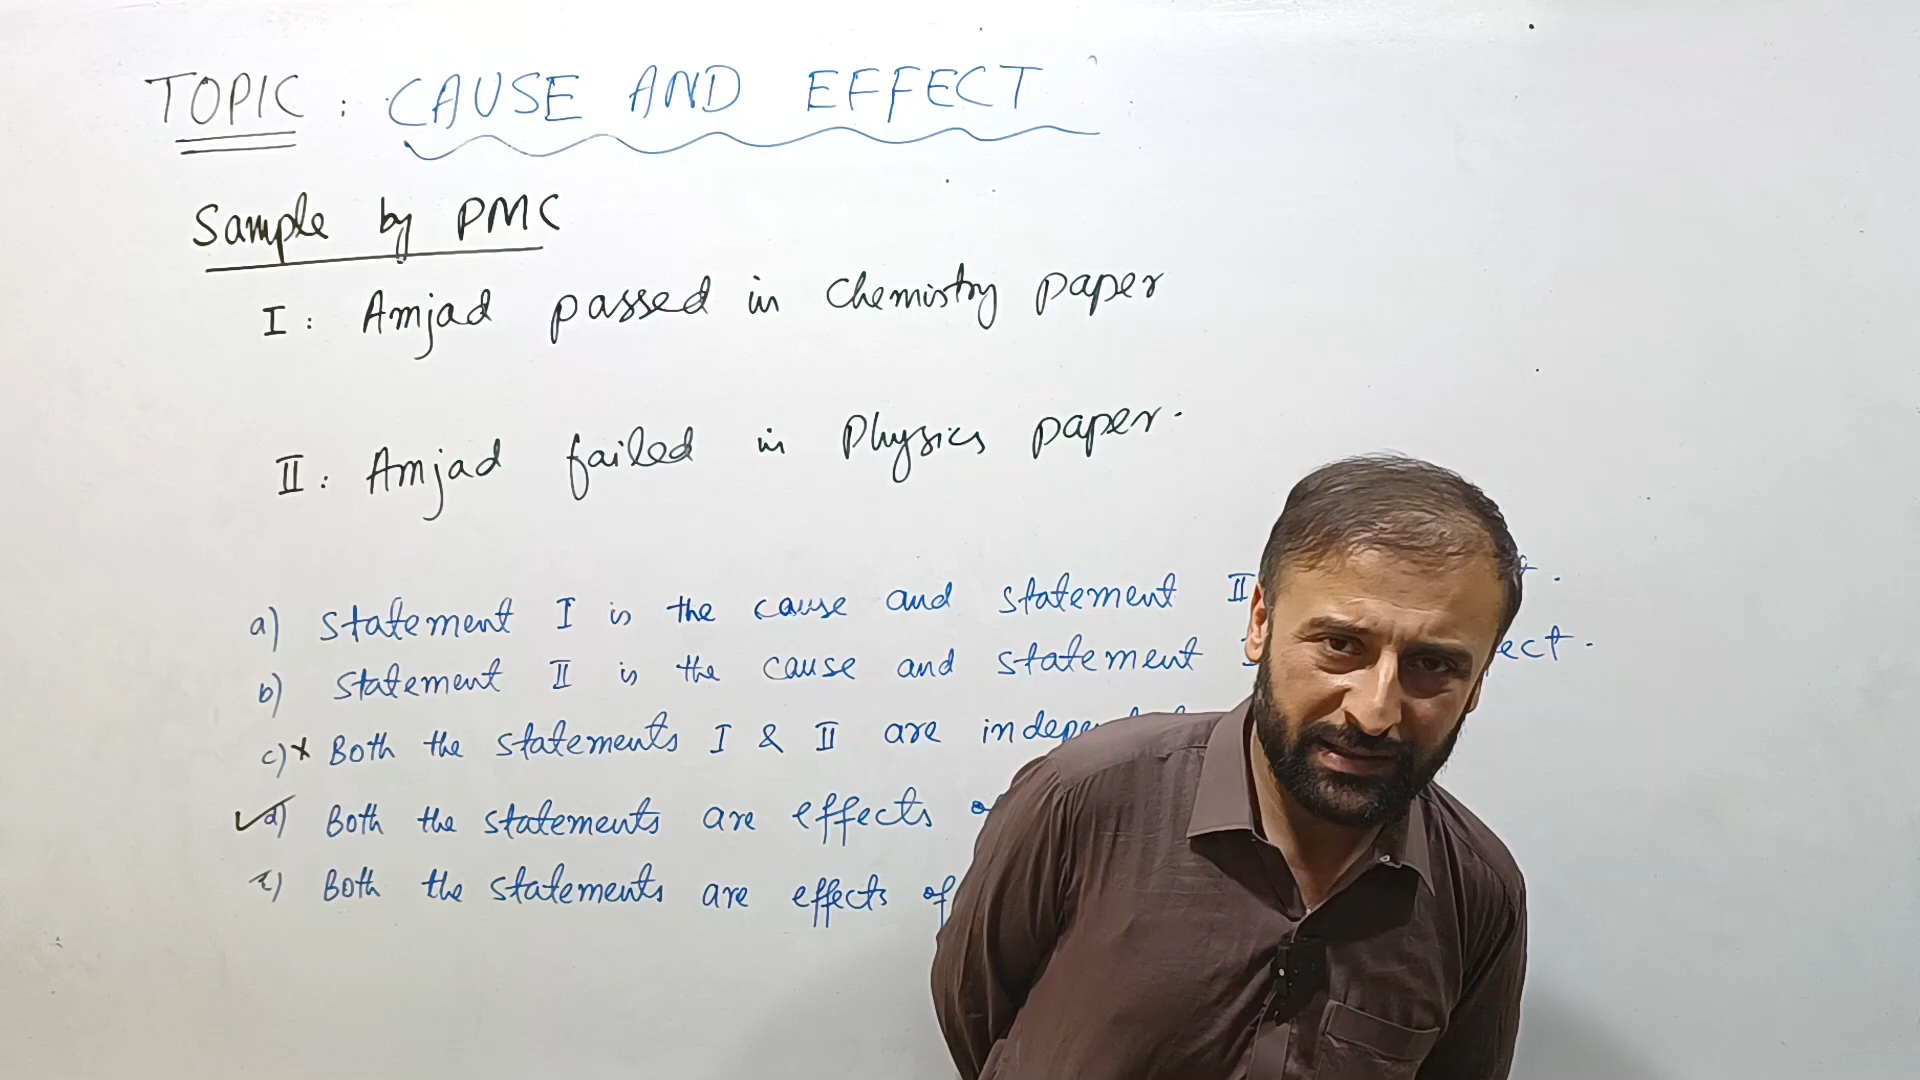 TOPIC : CAUSE AND EFFECT
Sample by PMC
I : Amjad passed in Chemistry paper
II : Amjad failed in Physics paper.
a) Statement I is the cause and statement II
b) Statement II is the cause and statement
c) Both the statements I & II are
d) Both the statements are effects
Both the statements are effects of